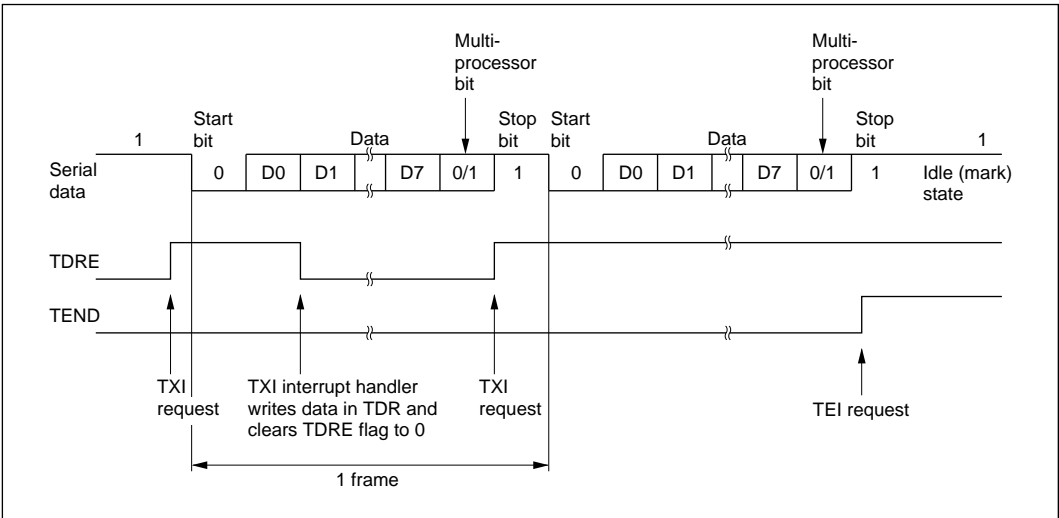 Multi-
processor
bit
Multi-
processor
bit
1
Start
bit
Data
Stop
bit
Start
bit
Data
Stop
bit
1
Serial
data
0 D0 D1 D7 0/1 1 0 D0 D1 D7 0/1 1
Idle (mark)
state
TDRE
TEND
TXI
request
TXI interrupt handler
writes data in TDR and
clears TDRE flag to 0
TXI
request
TEI request
1 frame